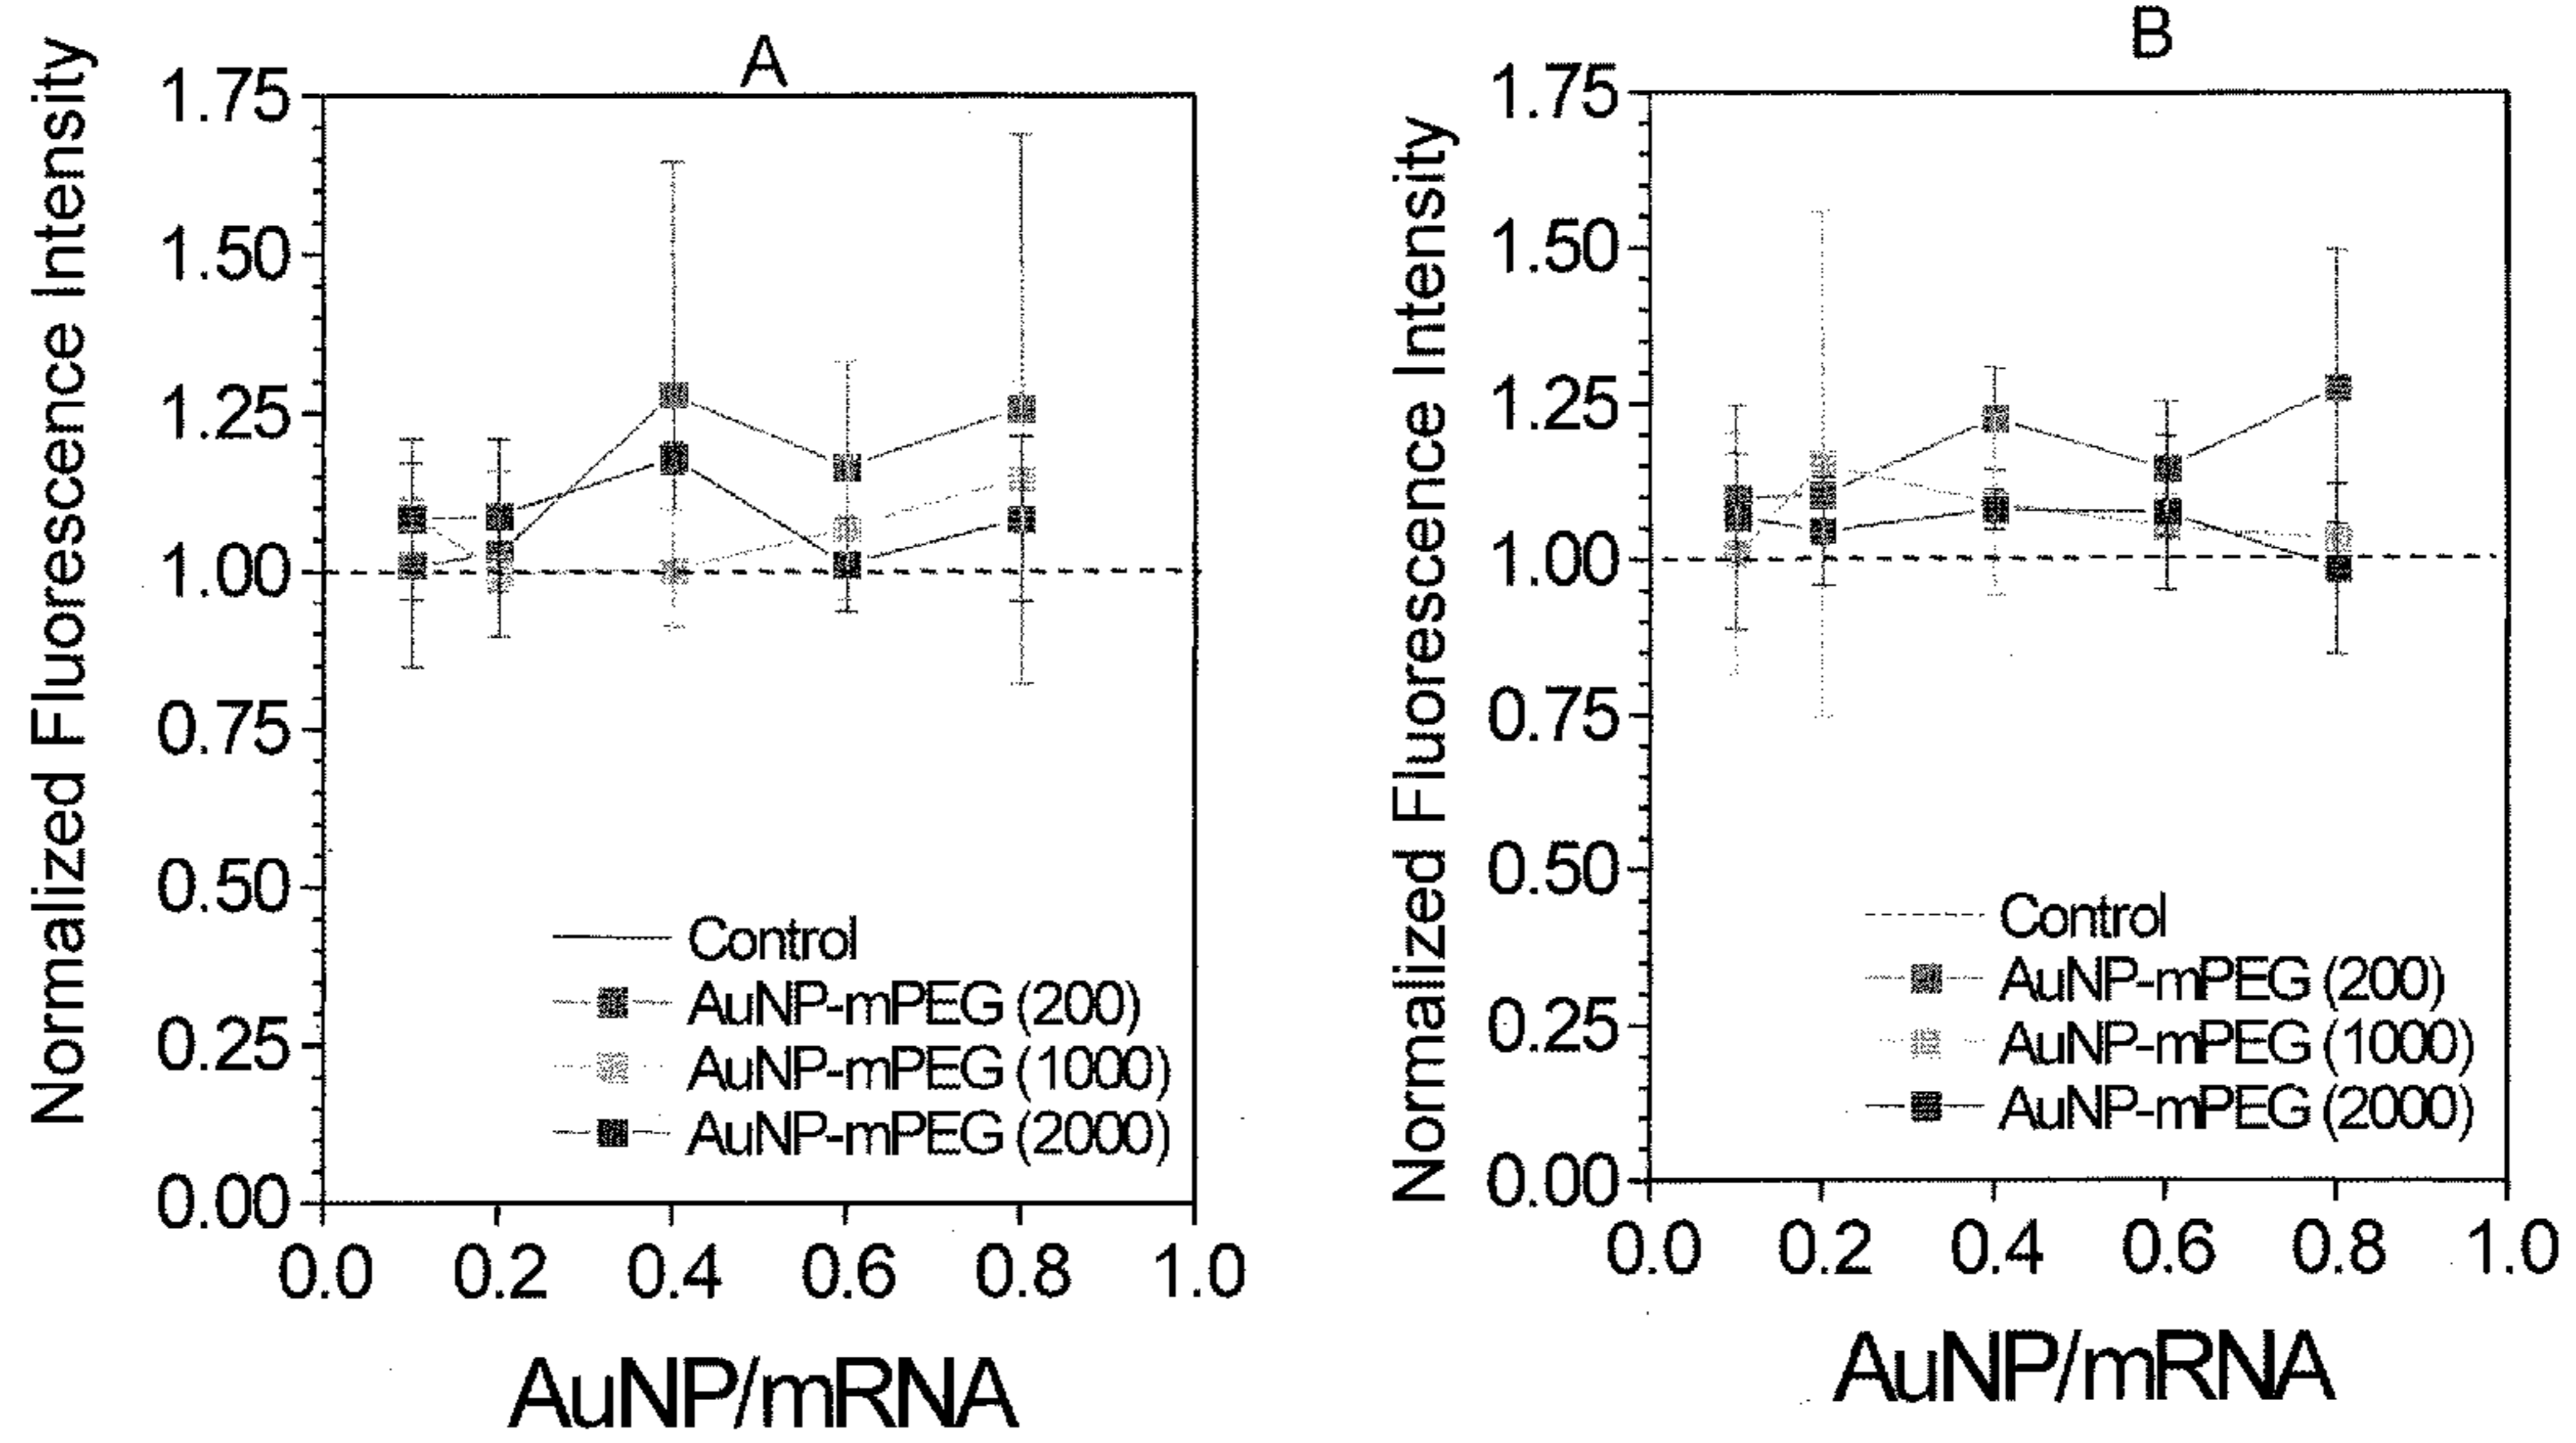 A
Normalized Fluorescence Intensity
1.75
1.50
1.25
1.00
0.75
0.50
0.25
0.00
Control
AuNP-mPEG (200)
AuNP-mPEG (1000)
AuNP-mPEG (2000)
0.0 0.2 0.4 0.6 0.8 1.0
AuNP/mRNA
B
Normalized Fluorescence Intensity
1.75
1.50
1.25
1.00
0.75
0.50
0.25
0.00
Control
AuNP-mPEG (200)
AuNP-mPEG (1000)
AuNP-mPEG (2000)
0.0 0.2 0.4 0.6 0.8 1.0
AuNP/mRNA